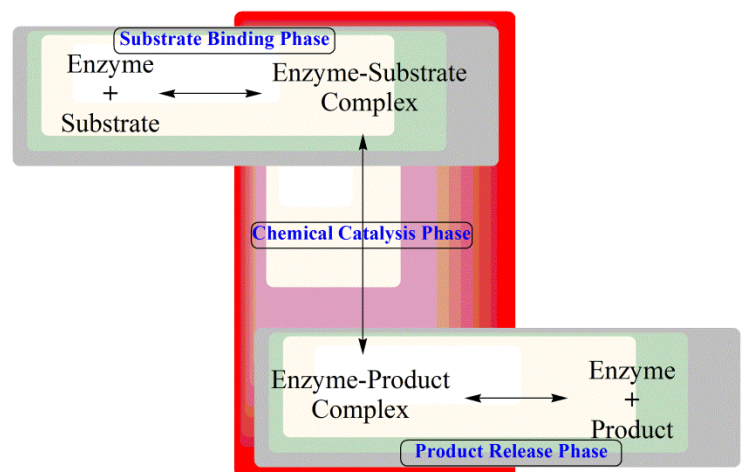 Substrate Binding Phase
Enzyme
+
Substrate
Enzyme-Substrate
Complex
Chemical Catalysis Phase
Enzyme-Product
Complex
Enzyme
+
Product
Product Release Phase